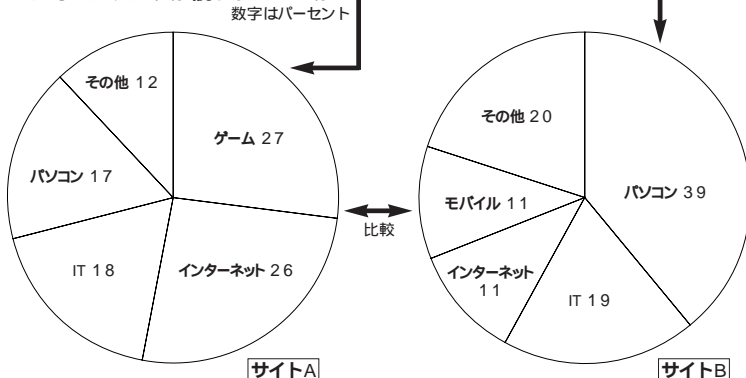 数字はパーセント
その他 12
ゲーム 27
パソコン 17
IT 18
インターネット 26
サイトA
比較
その他 20
パソコン 39
モバイル 11
インターネット
11
IT 19
サイトB